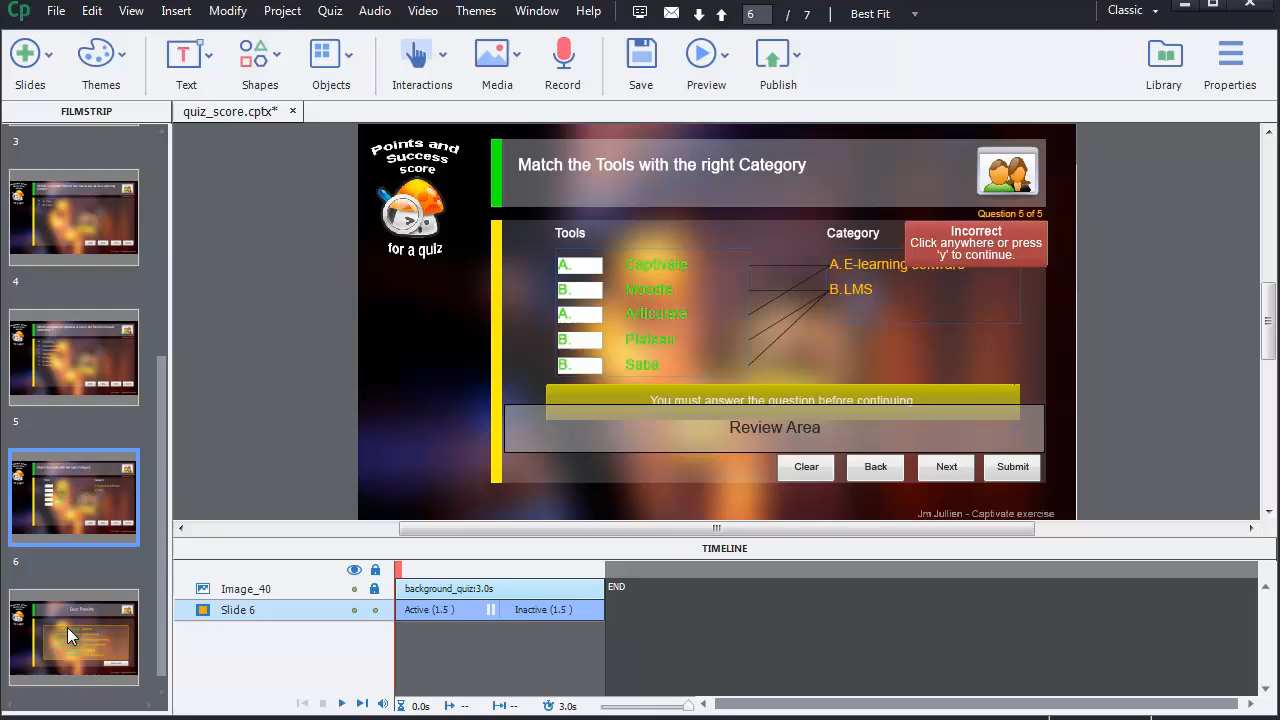 Cp File Edit View Insert Modify Project Quiz Audio Video Themes Interactions Window Help 6 / 7 Best Fit Classic
Slides Themes Text Shapes Objects Interactions Media Record Save Preview Publish Library Properties
FILMSTRIP quiz_score.cptx* ×
3
4
5
6
Points and
Success
score
for a quiz
Match the Tools with the right Category
Question 5 of 5
Tools Category
Incorrect
Click anywhere or press
'y' to continue.
A. Captivate A. E-learning software
B. Moodle B. LMS
A. Articulate
B. Plateau
B. Saba
You must answer the question before continuing
Review Area
Clear Back Next Submit
Jm Jullien - Captivate exercise
TIMELINE
Image_40 background_quiz:3.0s END
Slide 6 Active (1.5 ) Inactive (1.5 )
0.0s -- -- 3.0s
Quiz Results